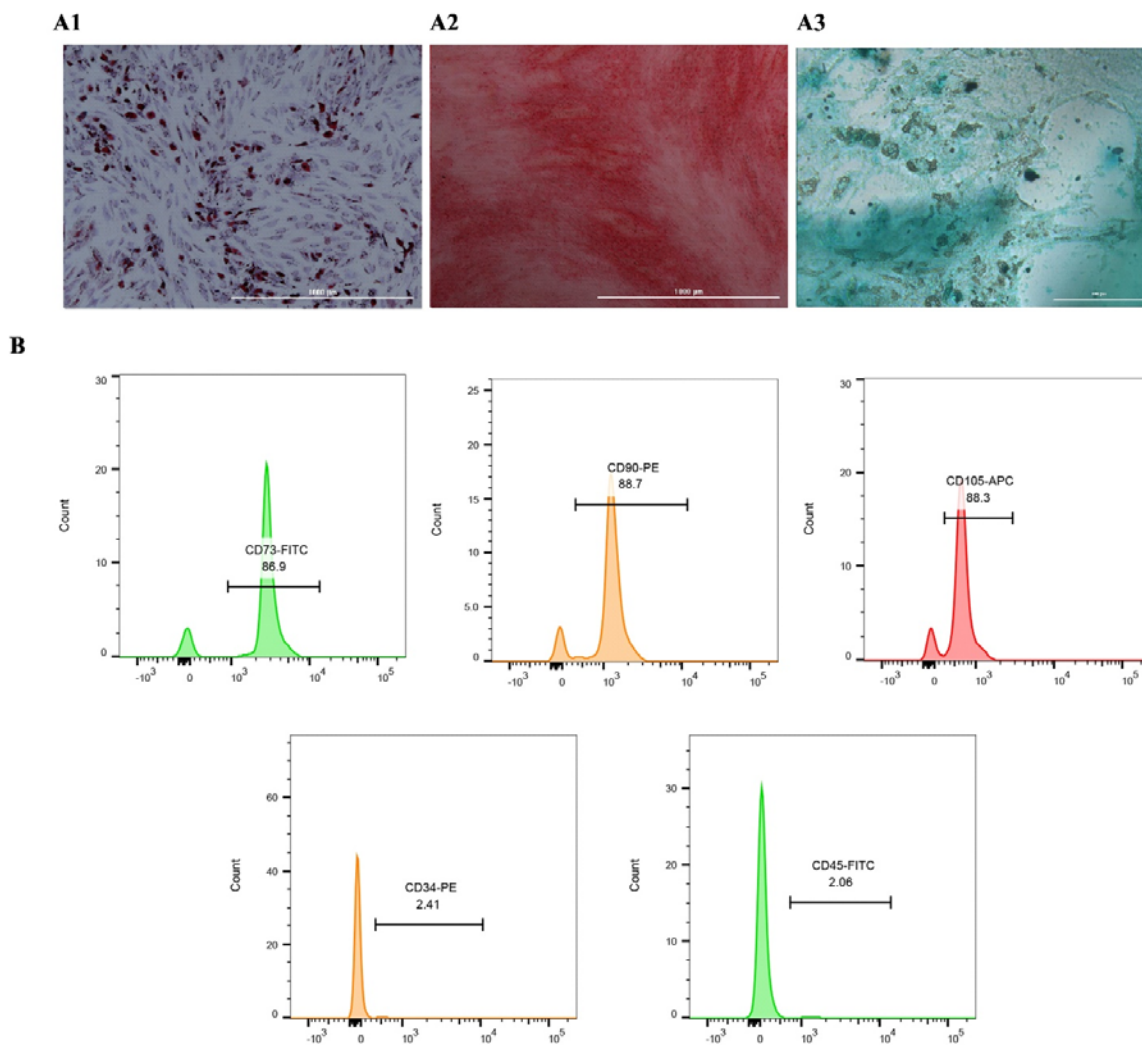 A1
A2
A3
1000 µm
1000 µm
B
30
20
10
0
Count
CD73-FITC
86.9
-10³ 0 10³ 10⁴ 10⁵
25
20
15
10
5.0
0
Count
CD90-PE
88.7
-10³ 0 10³ 10⁴ 10⁵
30
20
10
0
Count
CD105-APC
88.3
-10³ 0 10³ 10⁴ 10⁵
60
40
20
0
Count
CD34-PE
2.41
-10³ 0 10³ 10⁴ 10⁵
30
20
10
0
Count
CD45-FITC
2.06
-10³ 0 10³ 10⁴ 10⁵